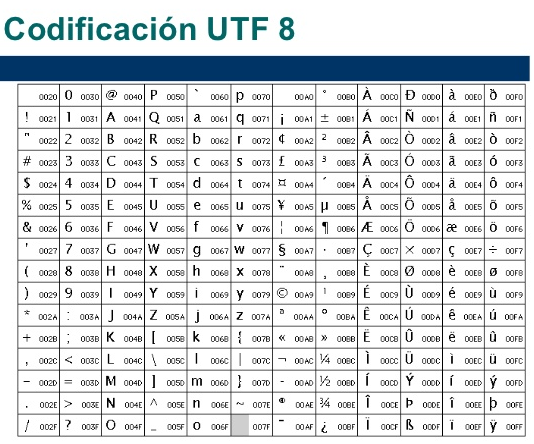 Codificación UTF 8
0020 0 0030 @ 0040 P 0050 ` 0060 p 0070 00A0 ° 00B0 À 00C0 Ð 00D0 à 00E0 ð 00F0
! 0021 1 0031 A 0041 Q 0051 a 0061 q 0071 ¡ 00A1 ± 00B1 Á 00C1 Ñ 00D1 á 00E1 ñ 00F1
" 0022 2 0032 B 0042 R 0052 b 0062 r 0072 ¢ 00A2 ² 00B2 Â 00C2 Ò 00D2 â 00E2 ò 00F2
# 0023 3 0033 C 0043 S 0053 c 0063 s 0073 £ 00A3 ³ 00B3 Ã 00C3 Ó 00D3 ã 00E3 ó 00F3
$ 0024 4 0034 D 0044 T 0054 d 0064 t 0074 ¤ 00A4 ´ 00B4 Ä 00C4 Ô 00D4 ä 00E4 ô 00F4
% 0025 5 0035 E 0045 U 0055 e 0065 u 0075 ¥ 00A5 µ 00B5 Å 00C5 Õ 00D5 å 00E5 õ 00F5
& 0026 6 0036 F 0046 V 0056 f 0066 v 0076 ¦ 00A6 ¶ 00B6 Æ 00C6 Ö 00D6 æ 00E6 ö 00F6
' 0027 7 0037 G 0047 W 0057 g 0067 w 0077 § 00A7 · 00B7 Ç 00C7 × 00D7 ç 00E7 ÷ 00F7
( 0028 8 0038 H 0048 X 0058 h 0068 x 0078 ¨ 00A8 ¸ 00B8 È 00C8 Ø 00D8 è 00E8 ø 00F8
) 0029 9 0039 I 0049 Y 0059 i 0069 y 0079 © 00A9 ¹ 00B9 É 00C9 Ù 00D9 é 00E9 ù 00F9
* 002A : 003A J 004A Z 005A j 006A z 007A ª 00AA º 00BA Ê 00CA Ú 00DA ê 00EA ú 00FA
+ 002B ; 003B K 004B [ 005B k 006B { 007B « 00AB » 00BB Ë 00CB Û 00DB ë 00EB û 00FB
, 002C < 003C L 004C \ 005C l 006C | 007C ¬ 00AC ¼ 00BC Ì 00CC Ü 00DC ì 00EC ü 00FC
- 002D = 003D M 004D ] 005D m 006D } 007D - 00AD ½ 00BD Í 00CD Ý 00DD í 00ED ý 00FD
. 002E > 003E N 004E ^ 005E n 006E ~ 007E ® 00AE ¾ 00BE Î 00CE Þ 00DE î 00EE þ 00FE
/ 002F ? 003F O 004F _ 005F o 006F 007F ¯ 00AF ¿ 00BF Ï 00CF ß 00DF ï 00EF ÿ 00FF